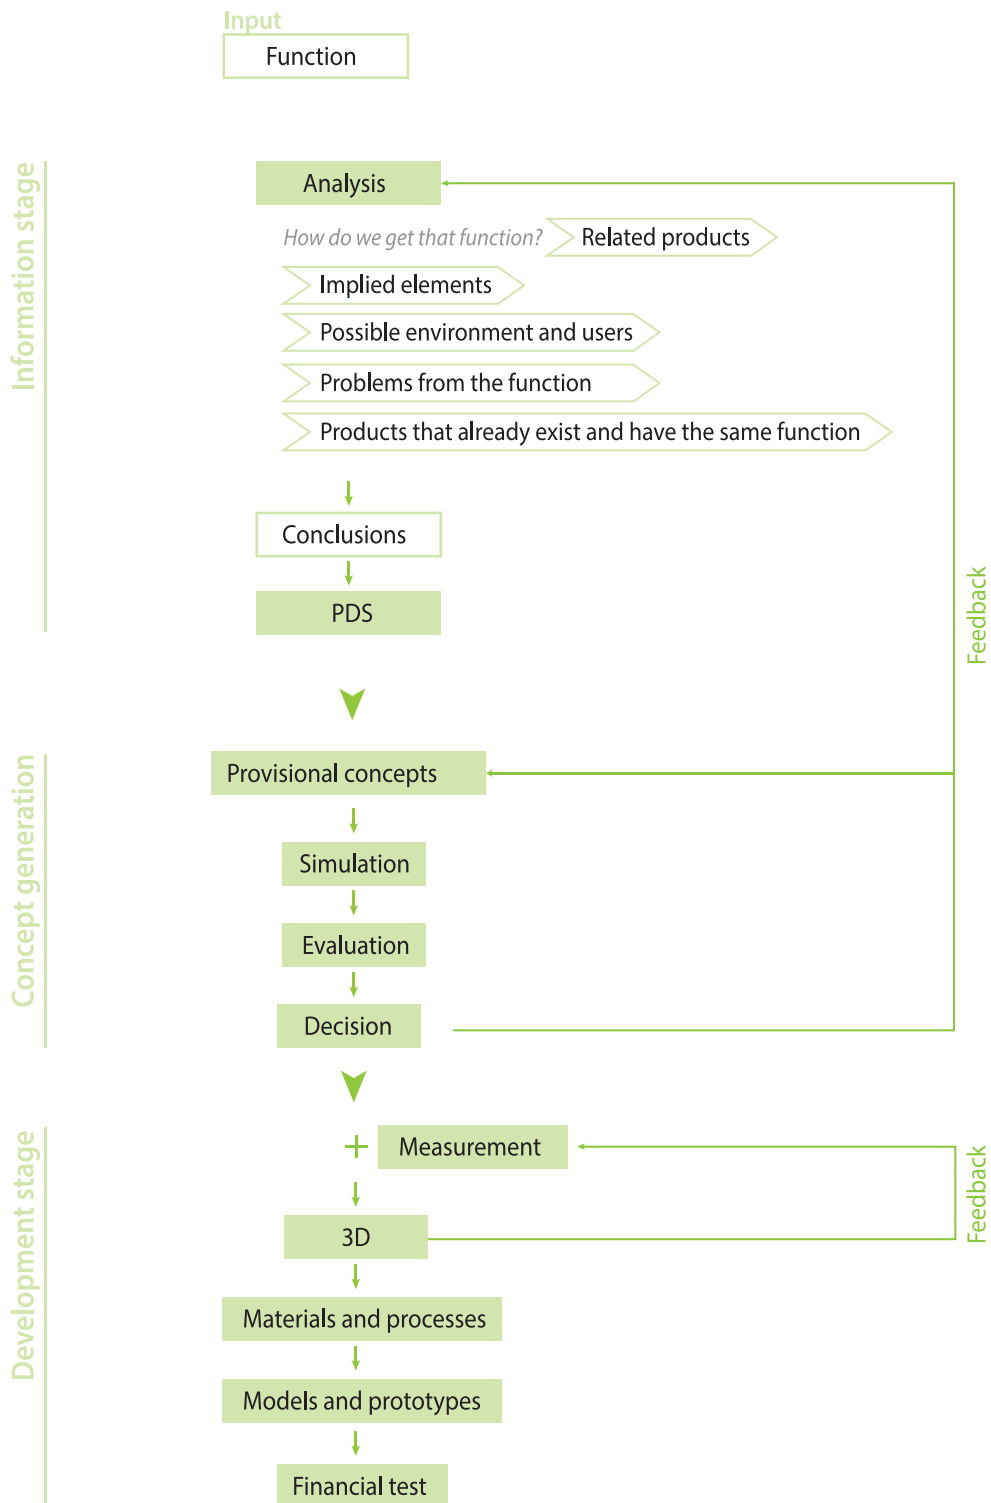 Input
Function
Information stage
Analysis
How do we get that function?
Related products
Implied elements
Possible environment and users
Problems from the function
Products that already exist and have the same function
Conclusions
PDS
Feedback
Concept generation
Provisional concepts
Simulation
Evaluation
Decision
Development stage
Measurement
3D
Feedback
Materials and processes
Models and prototypes
Financial test